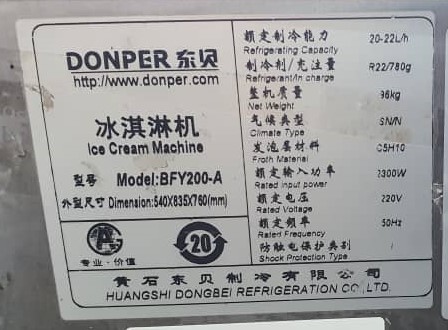 DONPER 东贝
http://www.donper.com
冰淇淋机
Ice Cream Machine
型号 Model:BFY200-A
外型尺寸 Dimension:540X835X760(mm)
专业·价值
20
额定制冷能力 20-22L/h
Refrigerating Capacity
制冷剂/充注量 R22/780g
Refrigerant/in charge
整机质量 96kg
Net Weight
气候类型 SN/N
Climate Type
发泡层材料 C5H10
Froth Material
额定输入功率 2300W
Rated input power
额定电压 220V
Rated Voltage
额定频率 50Hz
Rated Frequency
防触电保护类别 I
Shock Protection Type
黄石东贝制冷有限公司
HUANGSHI DONGBEI REFRIGERATION CO.,LTD.